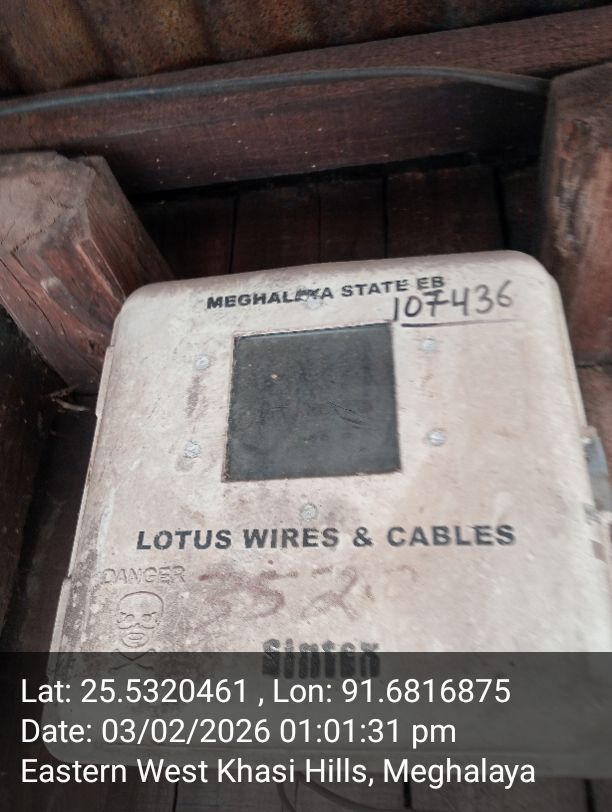 MEGHALAYA STATE EB
107436
LOTUS WIRES & CABLES
DANGER
352
Sintex
Lat: 25.5320461 , Lon: 91.6816875
Date: 03/02/2026 01:01:31 pm
Eastern West Khasi Hills, Meghalaya